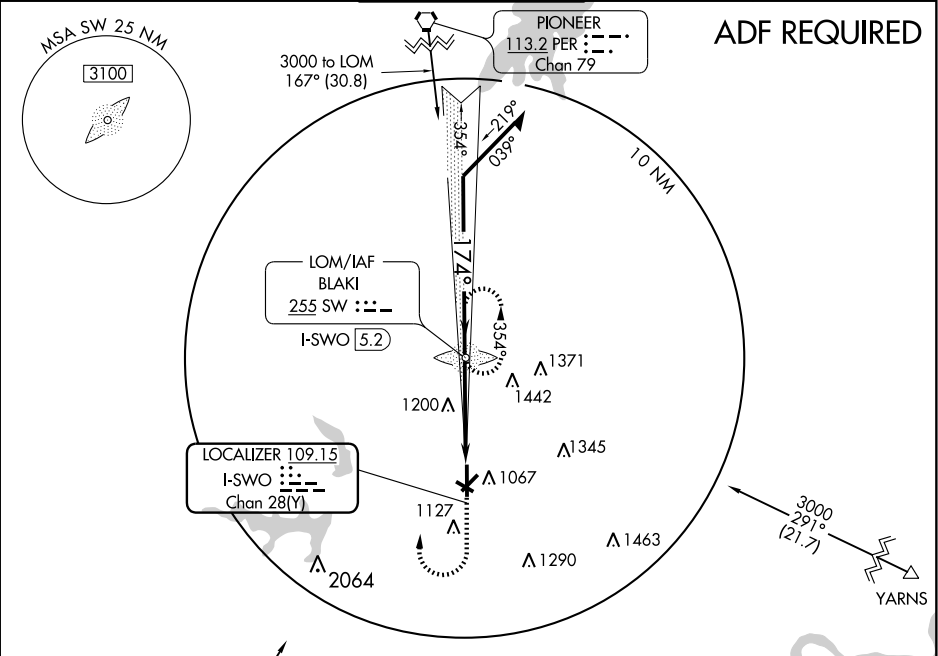 MSA SW 25 NM
3100
3000 to LOM
167° (30.8)
PIONEER
113.2 PER
Chan 79
ADF REQUIRED
354°
219°
039°
10 NM
174°
LOM/IAF
BLAKI
255 SW
I-SWO 5.2
354°
1371
1442
1200
1345
LOCALIZER 109.15
I-SWO
Chan 28(Y)
1067
1127
1463
1290
2064
3000
291°
(21.7)
YARNS